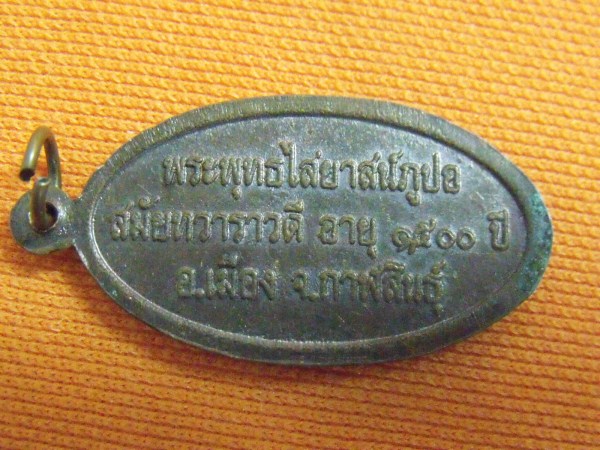 พระพุทธไสยาสน์ภูปอ
สมัยทวาราวดี อายุ ๑๕๐๐ ปี
อ.เมือง จ.กาฬสินธุ์